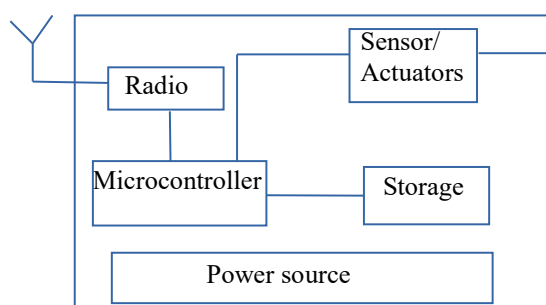 Sensor/
Actuators
Radio
Microcontroller
Storage
Power source